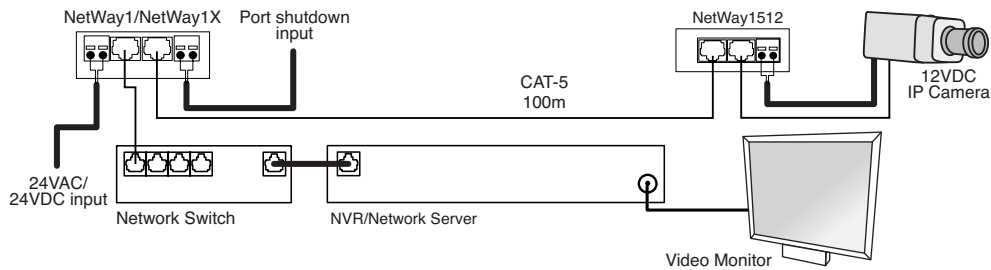 NetWay1/NetWay1X
Port shutdown
input
NetWay1512
CAT-5
100m
12VDC
IP Camera
24VAC/
24VDC input
Network Switch
NVR/Network Server
Video Monitor